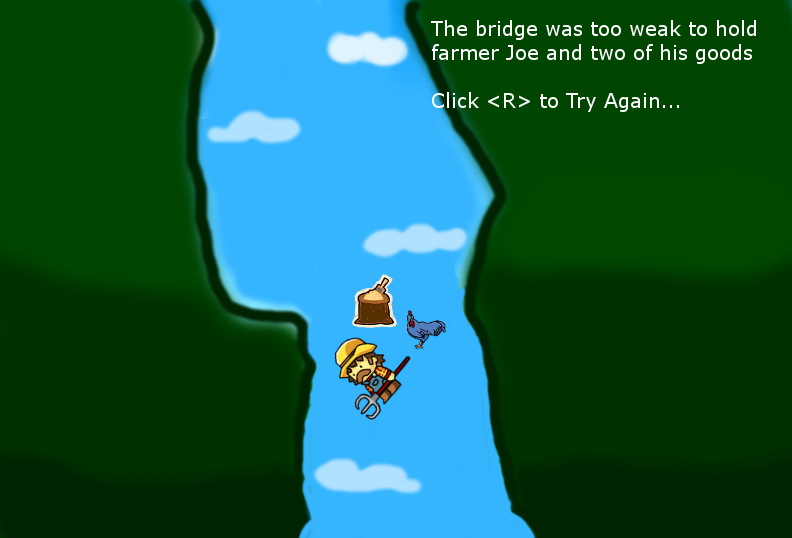 The bridge was too weak to hold
farmer Joe and two of his goods
Click <R> to Try Again...